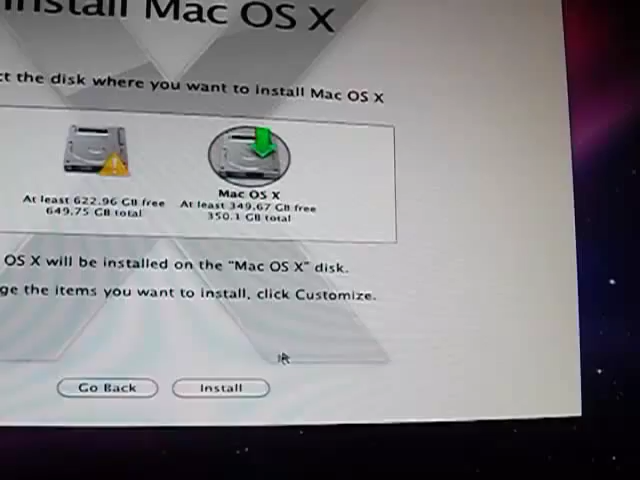 Install Mac OS X
ct the disk where you want to install Mac OS X
Mac OS X
At least 622.96 GB free
649.75 GB total
At least 349.67 GB free
350.1 GB total
OS X will be installed on the "Mac OS X" disk.
ge the items you want to install, click Customize.
Go Back
Install